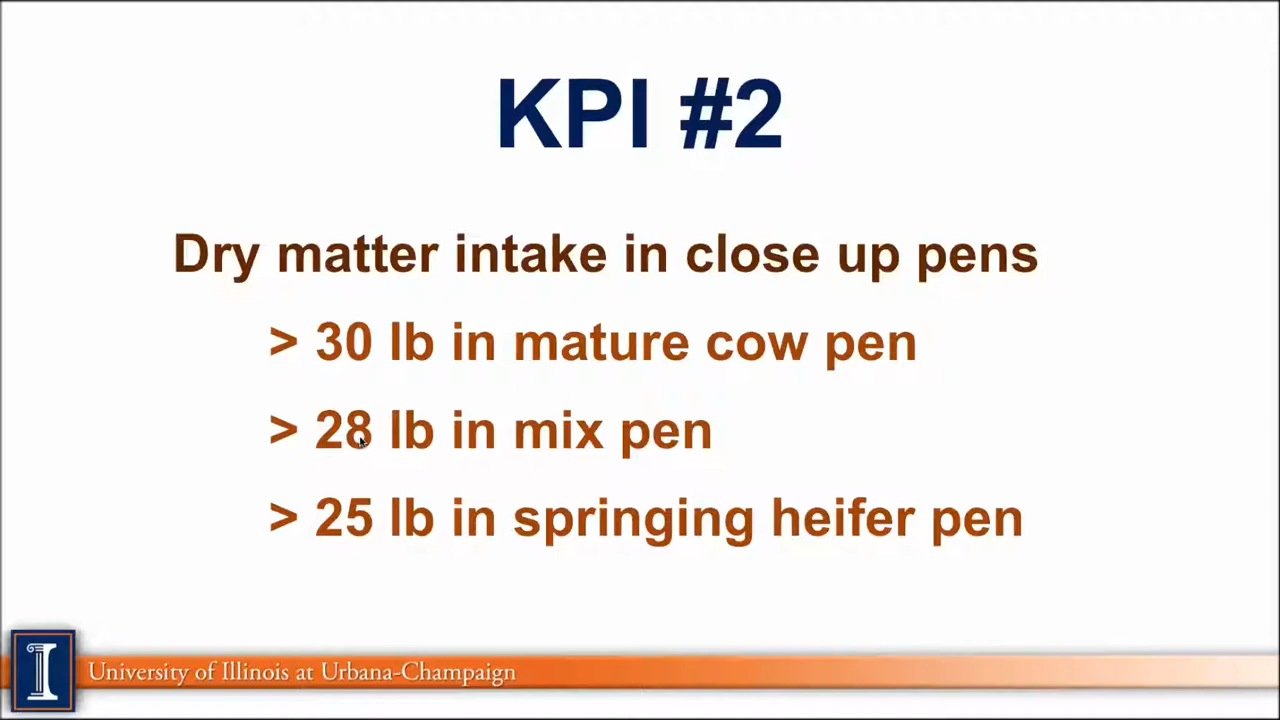 KPI #2
Dry matter intake in close up pens
> 30 lb in mature cow pen
> 28 lb in mix pen
> 25 lb in springing heifer pen
I
University of Illinois at Urbana-Champaign